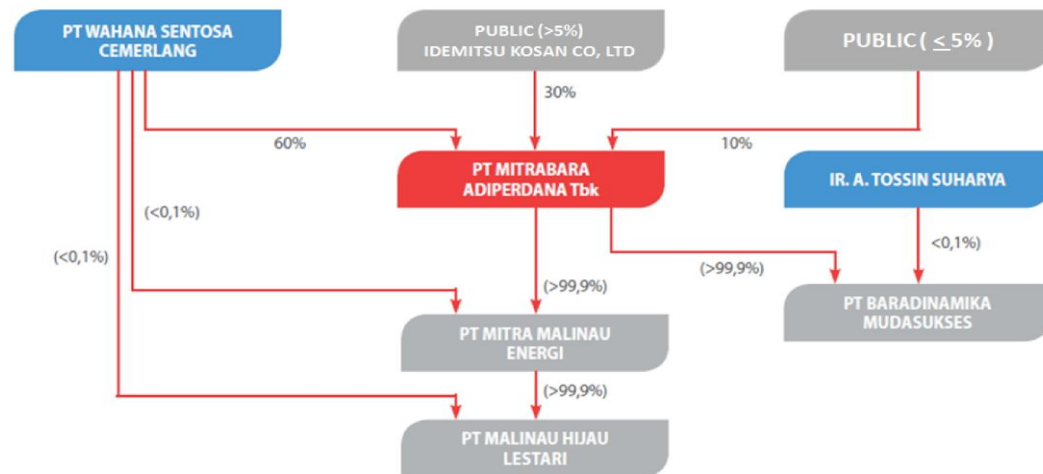 PT WAHANA SENTOSA
CEMERLANG
PUBLIC (>5%)
IDEMITSU KOSAN CO, LTD
PUBLIC ( <5% )
30%
60%
10%
PT MITRABARA
ADIPERDANA Tbk
IR. A. TOSSIN SUHARYA
(<0,1%)
(<0,1%)
<0,1%)
(>99,9%)
(>99,9%)
PT BARADINAMIKA
MUDASUKSES
PT MITRA MALINAU
ENERGI
(>99,9%)
PT MALINAU HIJAU
LESTARI